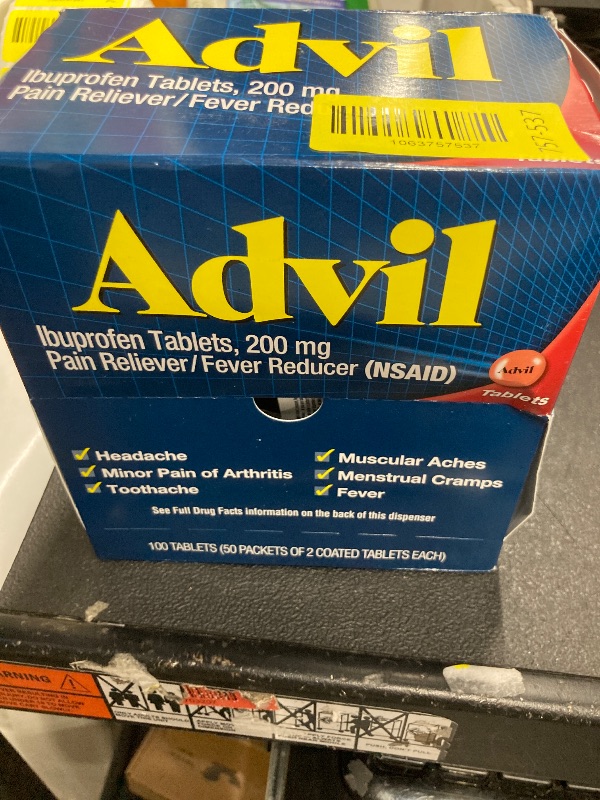 Advil
Ibuprofen Tablets, 200 mg
Pain Reliever/Fever
1063757537
757-537
Advil
Ibuprofen Tablets, 200 mg
Pain Reliever/Fever Reducer (NSAID)
Advil
Tablets
Headache
Minor Pain of Arthritis
Toothache
Muscular Aches
Menstrual Cramps
Fever
See Full Drug Facts information on the back of this dispenser
100 TABLETS (50 PACKETS OF 2 COATED TABLETS EACH)